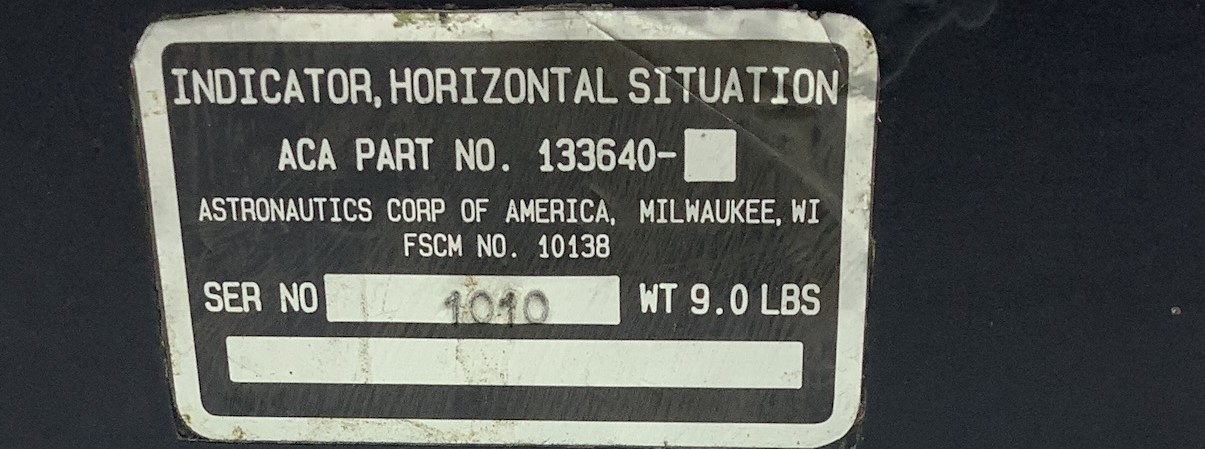 INDICATOR, HORIZONTAL SITUATION
ACA PART NO. 133640-
ASTRONAUTICS CORP OF AMERICA, MILWAUKEE, WI
FSCM NO. 10138
SER NO 1010 WT 9.0 LBS